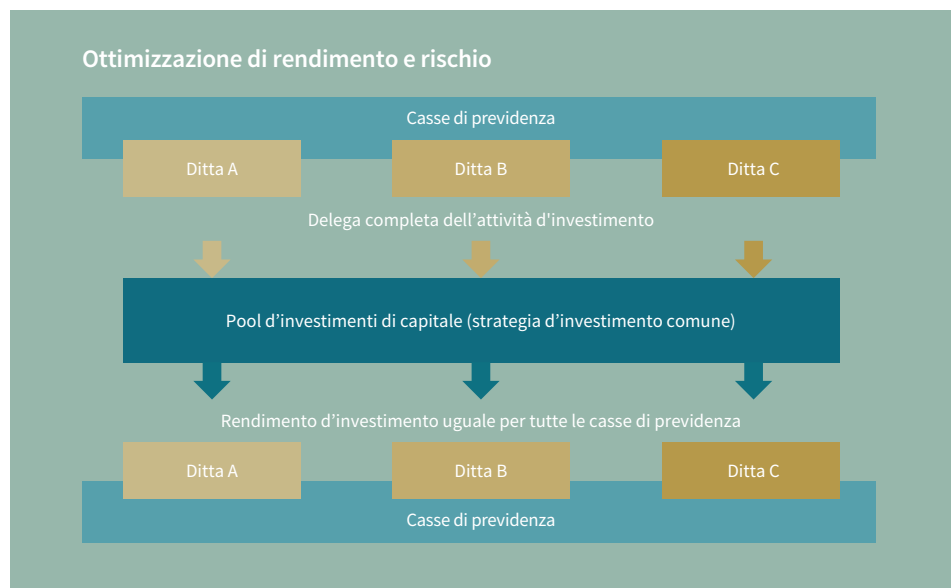 Ottimizzazione di rendimento e rischio
Casse di previdenza
Ditta A
Ditta B
Ditta C
Delega completa dell’attività d'investimento
Pool d’investimenti di capitale (strategia d’investimento comune)
Rendimento d’investimento uguale per tutte le casse di previdenza
Ditta A
Ditta B
Ditta C
Casse di previdenza